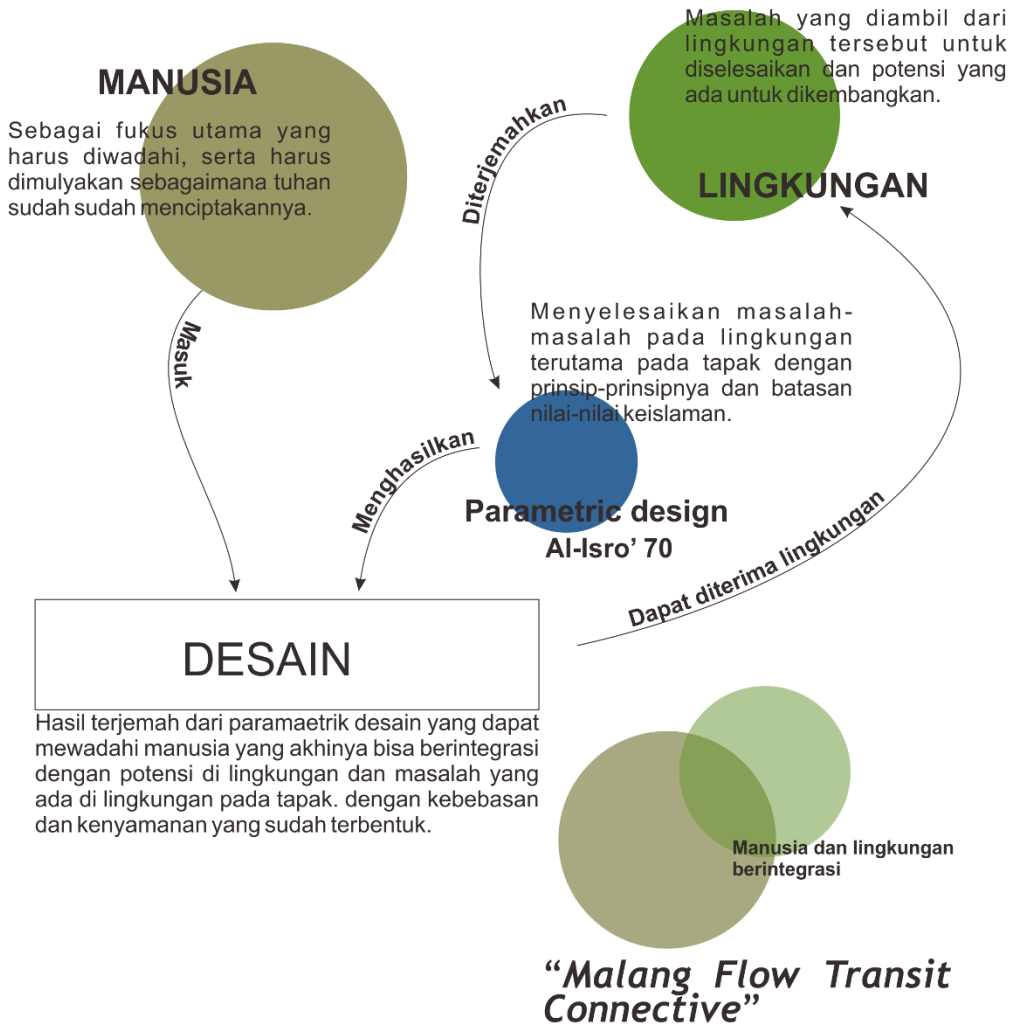 MANUSIA
Sebagai fukus utama yang
harus diwadahi, serta harus
dimulyakan sebagaimana tuhan
sudah sudah menciptakannya.
Masalah yang diambil dari
lingkungan tersebut untuk
diselesaikan dan potensi yang
ada untuk dikembangkan.
LINGKUNGAN
Diterjemahkan
Masuk
Menyelesaikan masalah-
masalah pada lingkungan
terutama pada tapak dengan
prinsip-prinsipnya dan batasan
nilai-nilai keislaman.
Menghasilkan
Parametric design
Al-Isro’ 70
Dapat diterima lingkungan
DESAIN
Hasil terjemah dari paramaetrik desain yang dapat
mewadahi manusia yang akhinya bisa berintegrasi
dengan potensi di lingkungan dan masalah yang
ada di lingkungan pada tapak. dengan kebebasan
dan kenyamanan yang sudah terbentuk.
Manusia dan lingkungan
berintegrasi
“Malang Flow Transit
Connective”